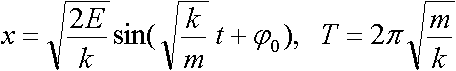 x = √(2E/k) sin(√(k/m) t + φ₀), T = 2π√(m/k)